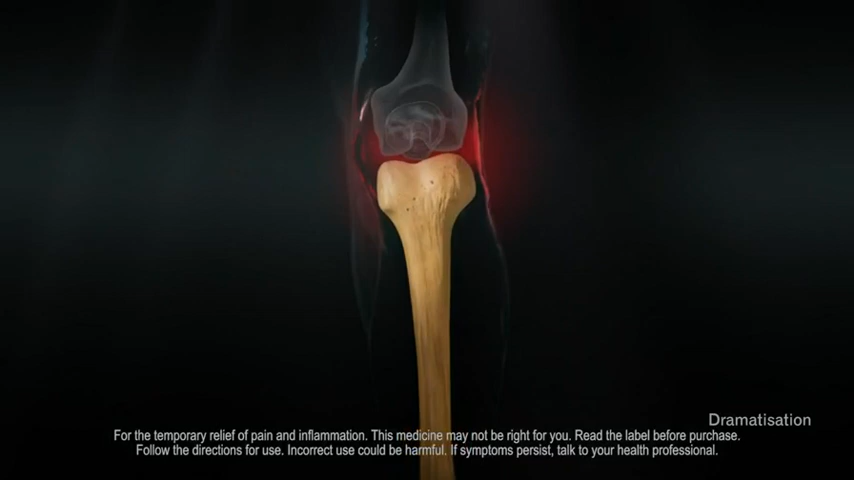 Dramatisation
For the temporary relief of pain and inflammation. This medicine may not be right for you. Read the label before purchase.
Follow the directions for use. Incorrect use could be harmful. If symptoms persist, talk to your health professional.